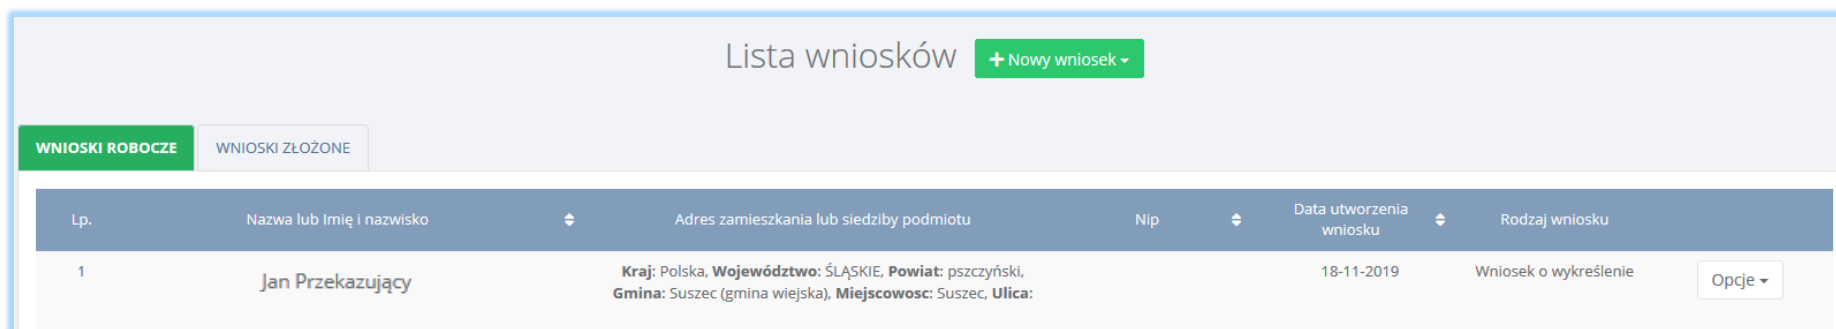 Lista wniosków
+ Nowy wniosek
WNIOSKI ROBOCZE
WNIOSKI ZŁOŻONE
Lp.
Nazwa lub Imię i nazwisko
Adres zamieszkania lub siedziby podmiotu
Nip
Data utworzenia
wniosku
Rodzaj wniosku
1
Jan Przekazujący
Kraj: Polska, Województwo: ŚLĄSKIE, Powiat: pszczyński,
Gmina: Suszec (gmina wiejska), Miejscowosc: Suszec, Ulica:
18-11-2019
Wniosek o wykreślenie
Opcje